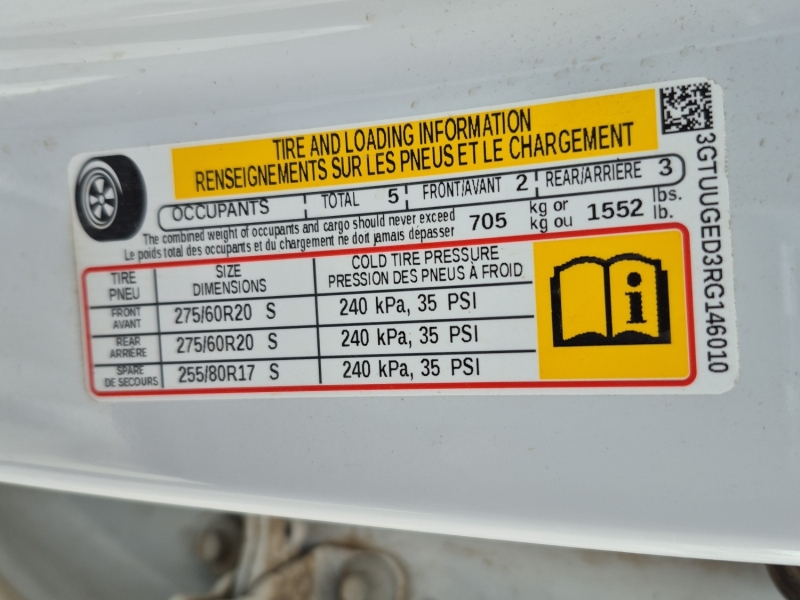 TIRE AND LOADING INFORMATION
RENSEIGNEMENTS SUR LES PNEUS ET LE CHARGEMENT
OCCUPANTS TOTAL 5 FRONT/AVANT 2 REAR/ARRIÈRE 3
The combined weight of occupants and cargo should never exceed 705 kg or 1552 lbs.
Le poids total des occupants et du chargement ne doit jamais dépasser kg ou lb.
TIRE SIZE COLD TIRE PRESSURE
PNEU DIMENSIONS PRESSION DES PNEUS À FROID
FRONT
AVANT 275/60R20 S 240 kPa, 35 PSI
REAR
ARRIÈRE 275/60R20 S 240 kPa, 35 PSI
SPARE
DE SECOURS 255/80R17 S 240 kPa, 35 PSI
i
3GTUUGED3RG146010